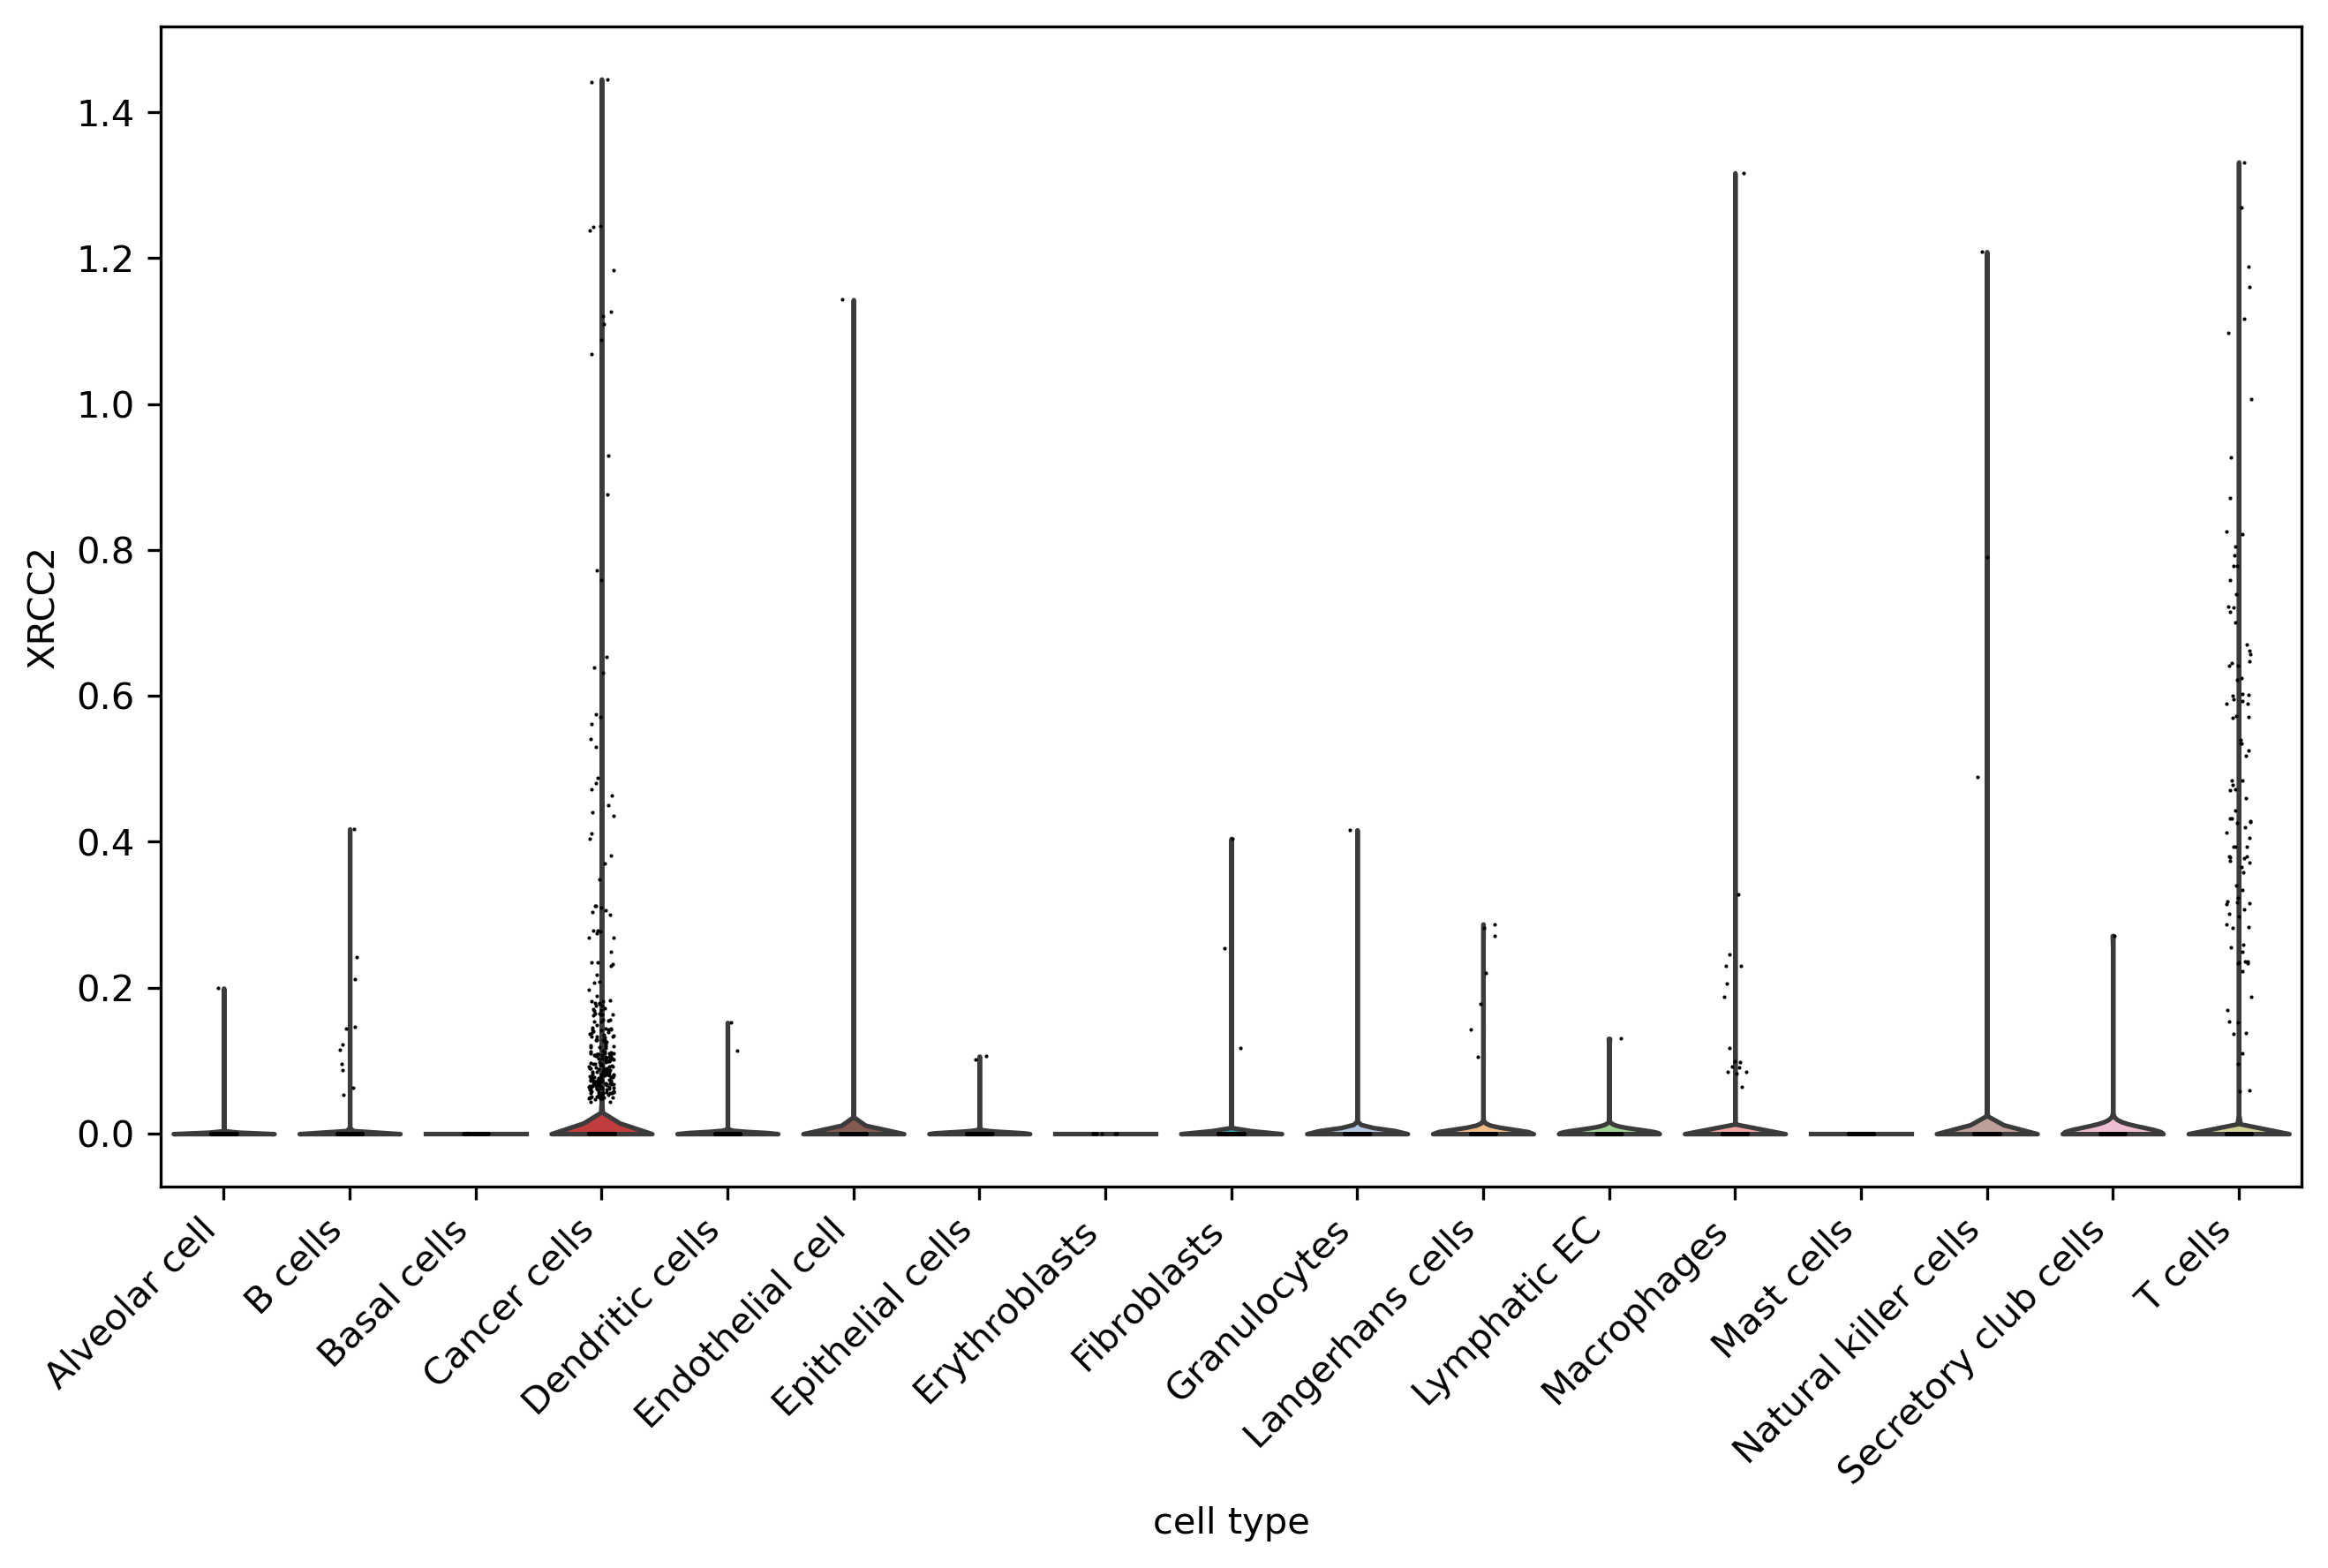 XRCC2
1.4
1.2
1.0
0.8
0.6
0.4
0.2
0.0
Alveolar cell
B cells
Basal cells
Cancer cells
Dendritic cells
Endothelial cell
Epithelial cells
Erythroblasts
Fibroblasts
Granulocytes
Langerhans cells
Lymphatic EC
Macrophages
Mast cells
Natural killer cells
Secretory club cells
T cells
cell type